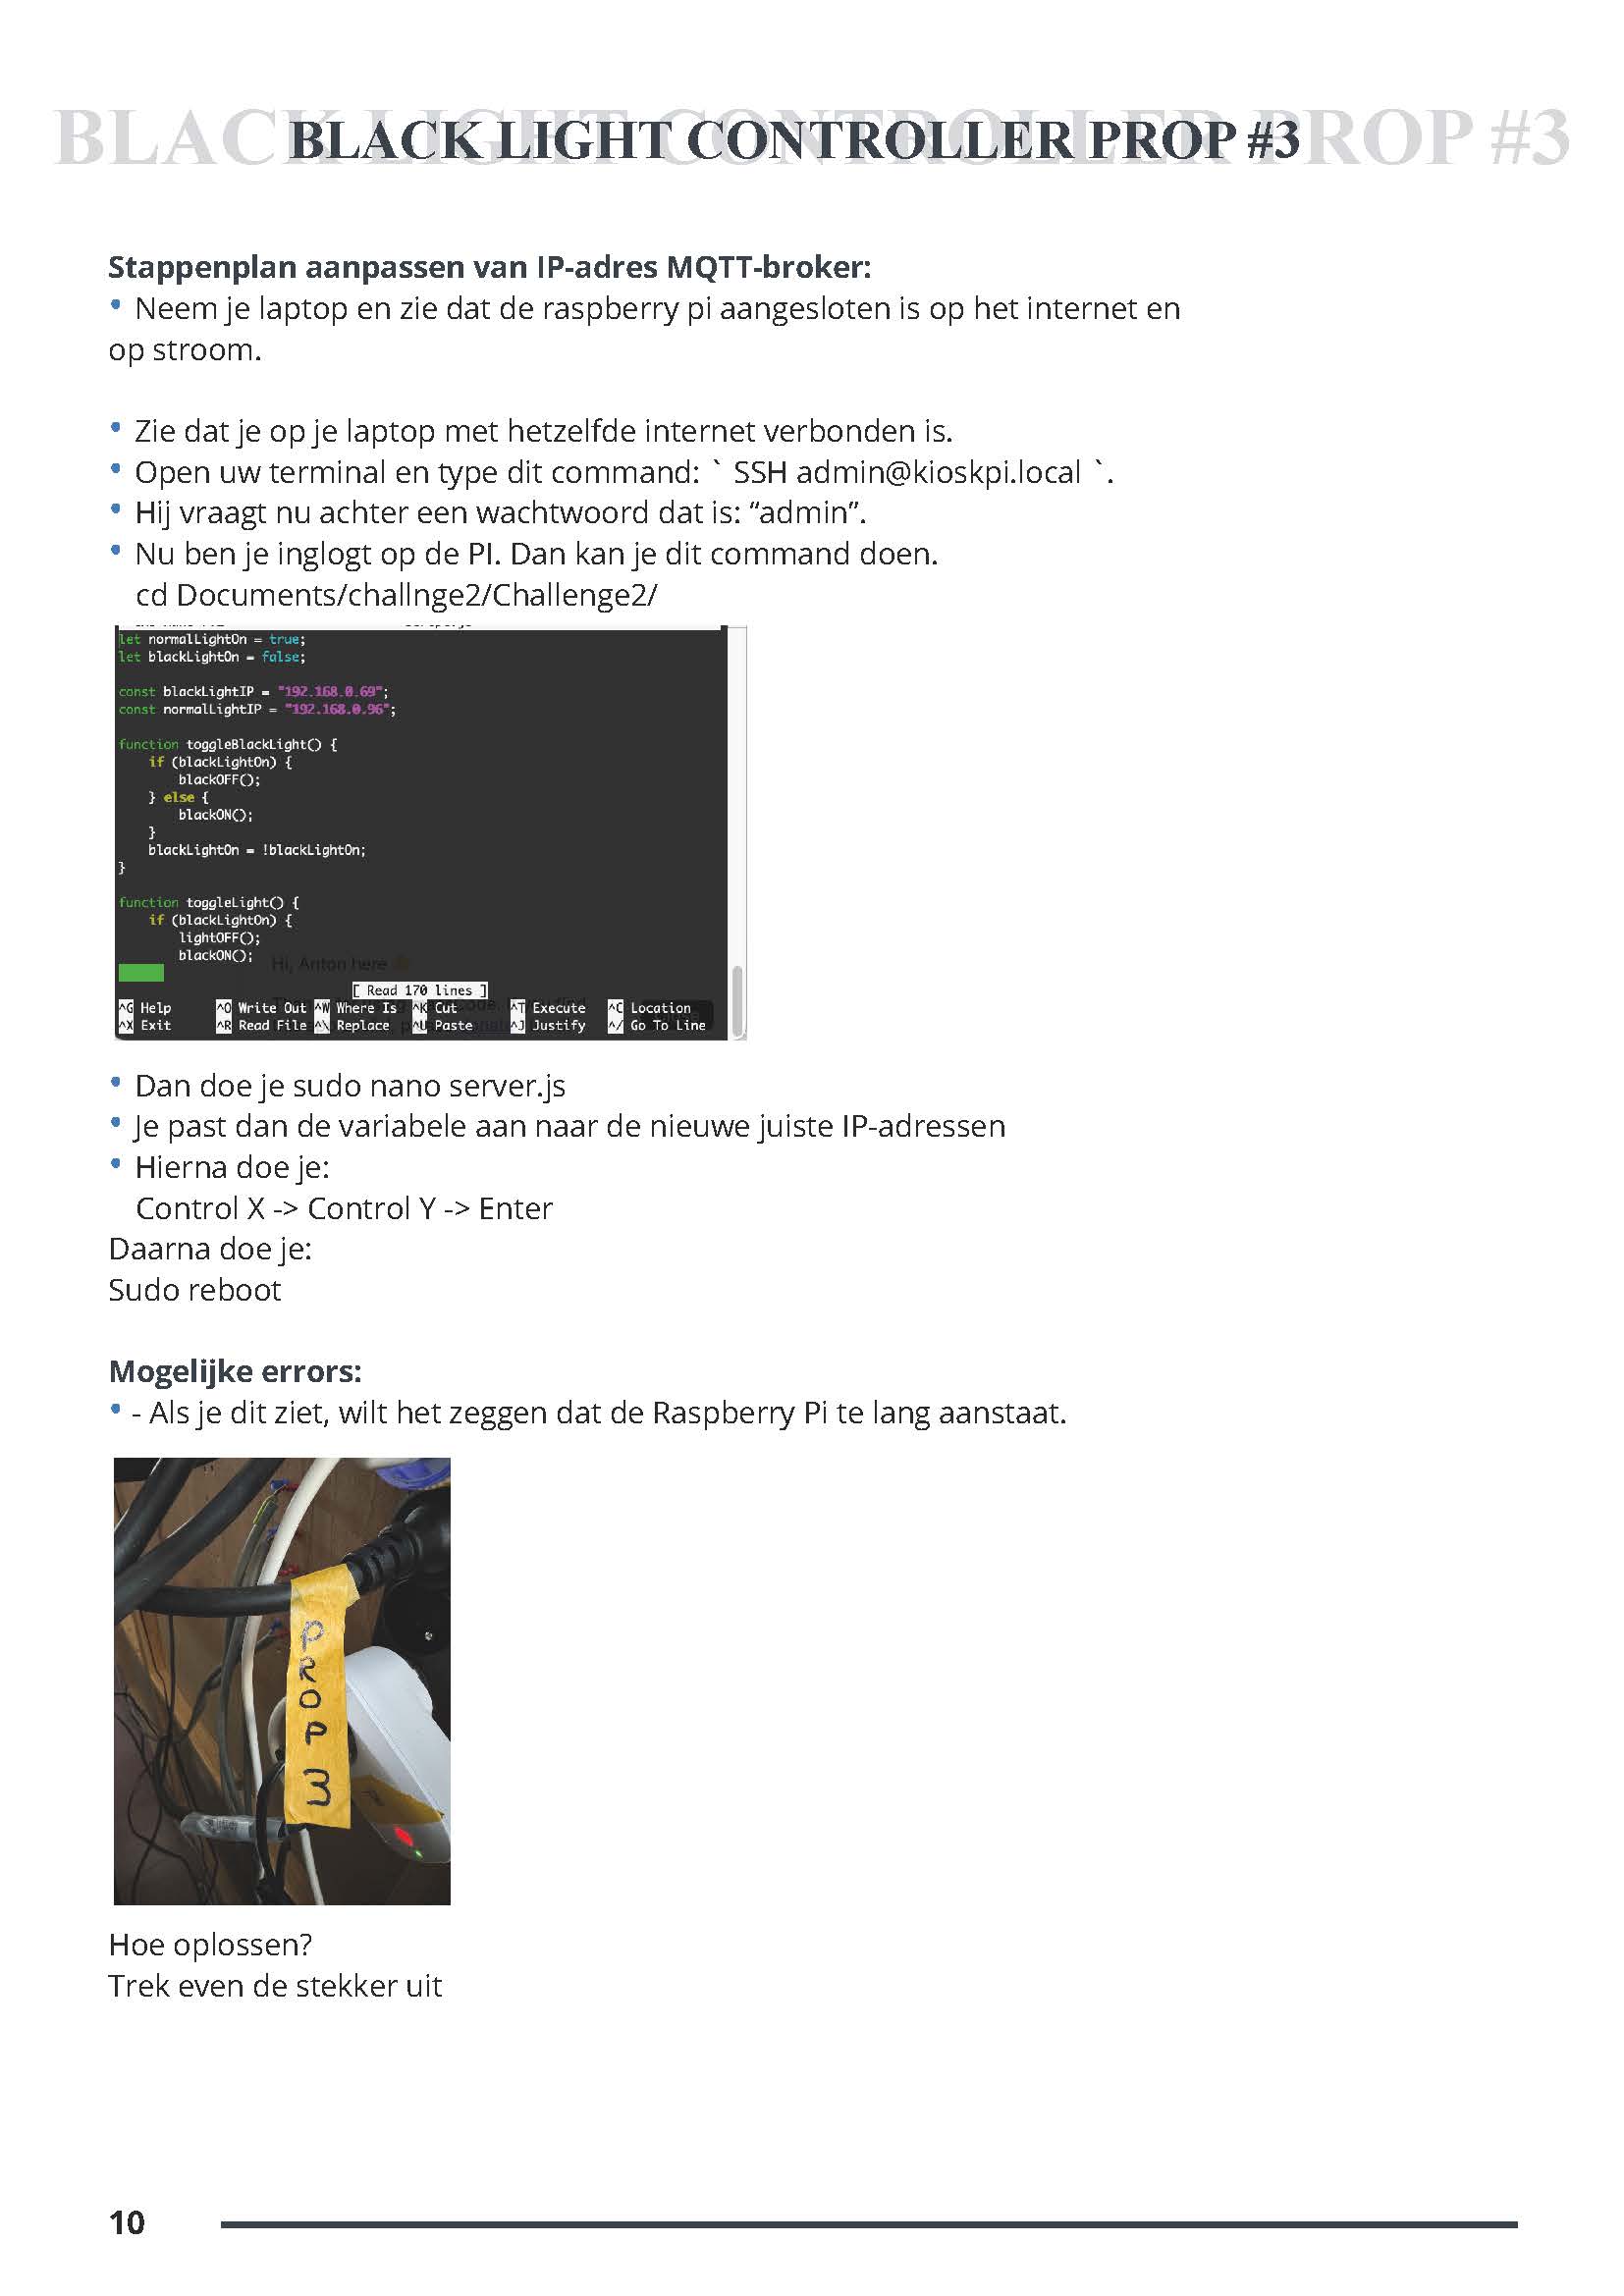 BLACK LIGHT CONTROLLER PROP #3
BLACK LIGHT CONTROLLER PROP #3
Stappenplan aanpassen van IP-adres MQTT-broker:
• Neem je laptop en zie dat de raspberry pi aangesloten is op het internet en
op stroom.
• Zie dat je op je laptop met hetzelfde internet verbonden is.
• Open uw terminal en type dit command: ` SSH admin@kioskpi.local `.
• Hij vraagt nu achter een wachtwoord dat is: “admin”.
• Nu ben je inglogt op de PI. Dan kan je dit command doen.
cd Documents/challnge2/Challenge2/
let normalLightOn = true;
let blackLightOn = false;
const blackLightIP = "192.168.0.69";
const normalLightIP = "192.168.0.96";
function toggleBlackLight() {
if (blackLightOn) {
blackOFF();
} else {
blackON();
}
blackLightOn = !blackLightOn;
}
function toggleLight() {
if (blackLightOn) {
lightOFF();
blackON();
Hi, Anton here
[ Read 170 lines ]
^G Help ^O Write Out ^W Where Is ^K Cut ^T Execute ^C Location
^X Exit ^R Read File ^\ Replace ^U Paste ^J Justify ^/ Go To Line
• Dan doe je sudo nano server.js
• Je past dan de variabele aan naar de nieuwe juiste IP-adressen
• Hierna doe je:
Control X -> Control Y -> Enter
Daarna doe je:
Sudo reboot
Mogelijke errors:
• - Als je dit ziet, wilt het zeggen dat de Raspberry Pi te lang aanstaat.
PROP 3
Hoe oplossen?
Trek even de stekker uit
10